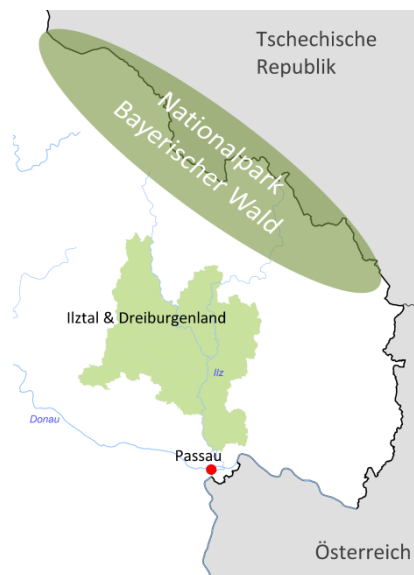 Tschechische
Republik
Nationalpark
Bayerischer Wald
Ilztal & Dreiburgenland
Ilz
Donau
Passau
Österreich